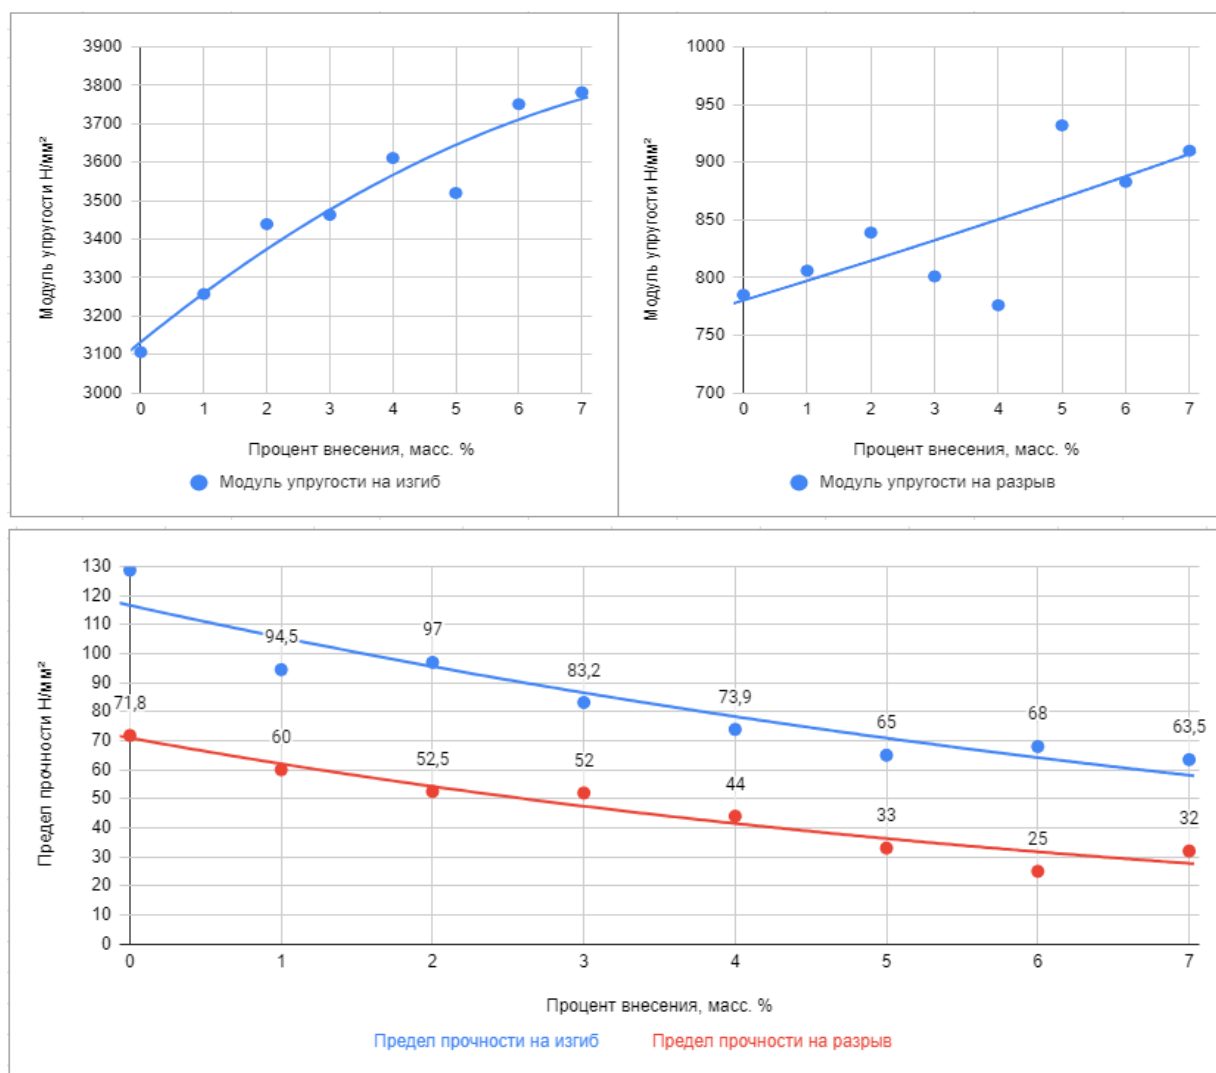 3900
3800
3700
3600
3500
3400
3300
3200
3100
3000
Модуль упругости Н/мм²
0 1 2 3 4 5 6 7
Процент внесения, масс. %
Модуль упругости на изгиб
1000
950
900
850
800
750
700
Модуль упругости Н/мм²
0 1 2 3 4 5 6 7
Процент внесения, масс. %
Модуль упругости на разрыв
130
120
110
100
90
80
70
60
50
40
30
20
10
0
Предел прочности Н/мм²
94,5 97 83,2 73,9 65 68 63,5
71,8 60 52,5 52 44 33 25 32
0 1 2 3 4 5 6 7
Процент внесения, масс. %
Предел прочности на изгиб Предел прочности на разрыв